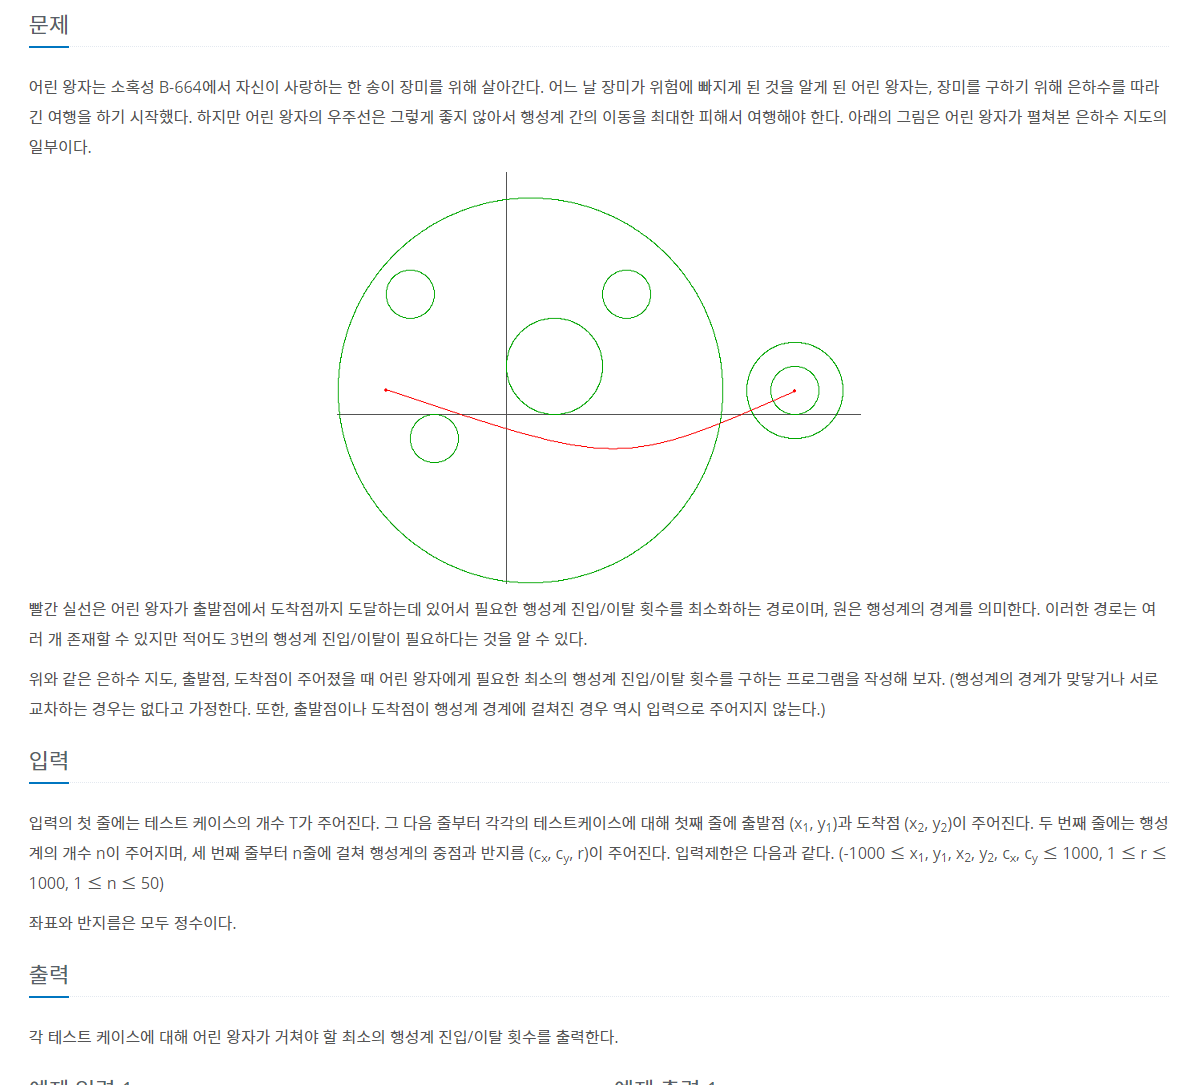 문제
어린 왕자는 소혹성 B-664에서 자신이 사랑하는 한 송이 장미를 위해 살아간다. 어느 날 장미가 위험에 빠지게 된 것을 알게 된 어린 왕자는, 장미를 구하기 위해 은하수를 따라
긴 여행을 하기 시작했다. 하지만 어린 왕자의 우주선은 그렇게 좋지 않아서 행성계 간의 이동을 최대한 피해서 여행해야 한다. 아래의 그림은 어린 왕자가 펼쳐본 은하수 지도의
일부이다.
빨간 실선은 어린 왕자가 출발점에서 도착점까지 도달하는데 있어서 필요한 행성계 진입/이탈 횟수를 최소화하는 경로이며, 원은 행성계의 경계를 의미한다. 이러한 경로는 여
러 개 존재할 수 있지만 적어도 3번의 행성계 진입/이탈이 필요하다는 것을 알 수 있다.
위와 같은 은하수 지도, 출발점, 도착점이 주어졌을 때 어린 왕자에게 필요한 최소의 행성계 진입/이탈 횟수를 구하는 프로그램을 작성해 보자. (행성계의 경계가 맞닿거나 서로
교차하는 경우는 없다고 가정한다. 또한, 출발점이나 도착점이 행성계 경계에 걸쳐진 경우 역시 입력으로 주어지지 않는다.)
입력
입력의 첫 줄에는 테스트 케이스의 개수 T가 주어진다. 그 다음 줄부터 각각의 테스트케이스에 대해 첫째 줄에 출발점 (x₁, y₁)과 도착점 (x₂, y₂)이 주어진다. 두 번째 줄에는 행성
계의 개수 n이 주어지며, 세 번째 줄부터 n줄에 걸쳐 행성계의 중점과 반지름 (cₓ, cy, r)이 주어진다. 입력제한은 다음과 같다. (-1000 ≤ x₁, y₁, x₂, y₂, cₓ, cy ≤ 1000, 1 ≤ r ≤
1000, 1 ≤ n ≤ 50)
좌표와 반지름은 모두 정수이다.
출력
각 테스트 케이스에 대해 어린 왕자가 거쳐야 할 최소의 행성계 진입/이탈 횟수를 출력한다.